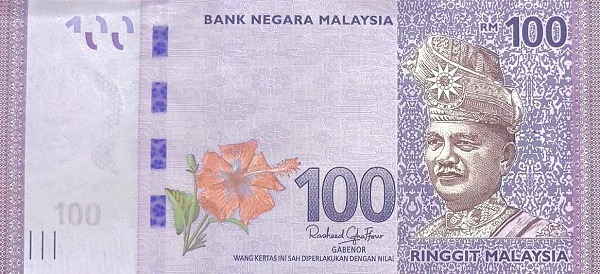 BANK NEGARA MALAYSIA
RM 100
100
100
100
Rasheed Ghaffour
GABENOR
WANG KERTAS INI SAH DIPERLAKUKAN DENGAN NILAI
RINGGIT MALAYSIA